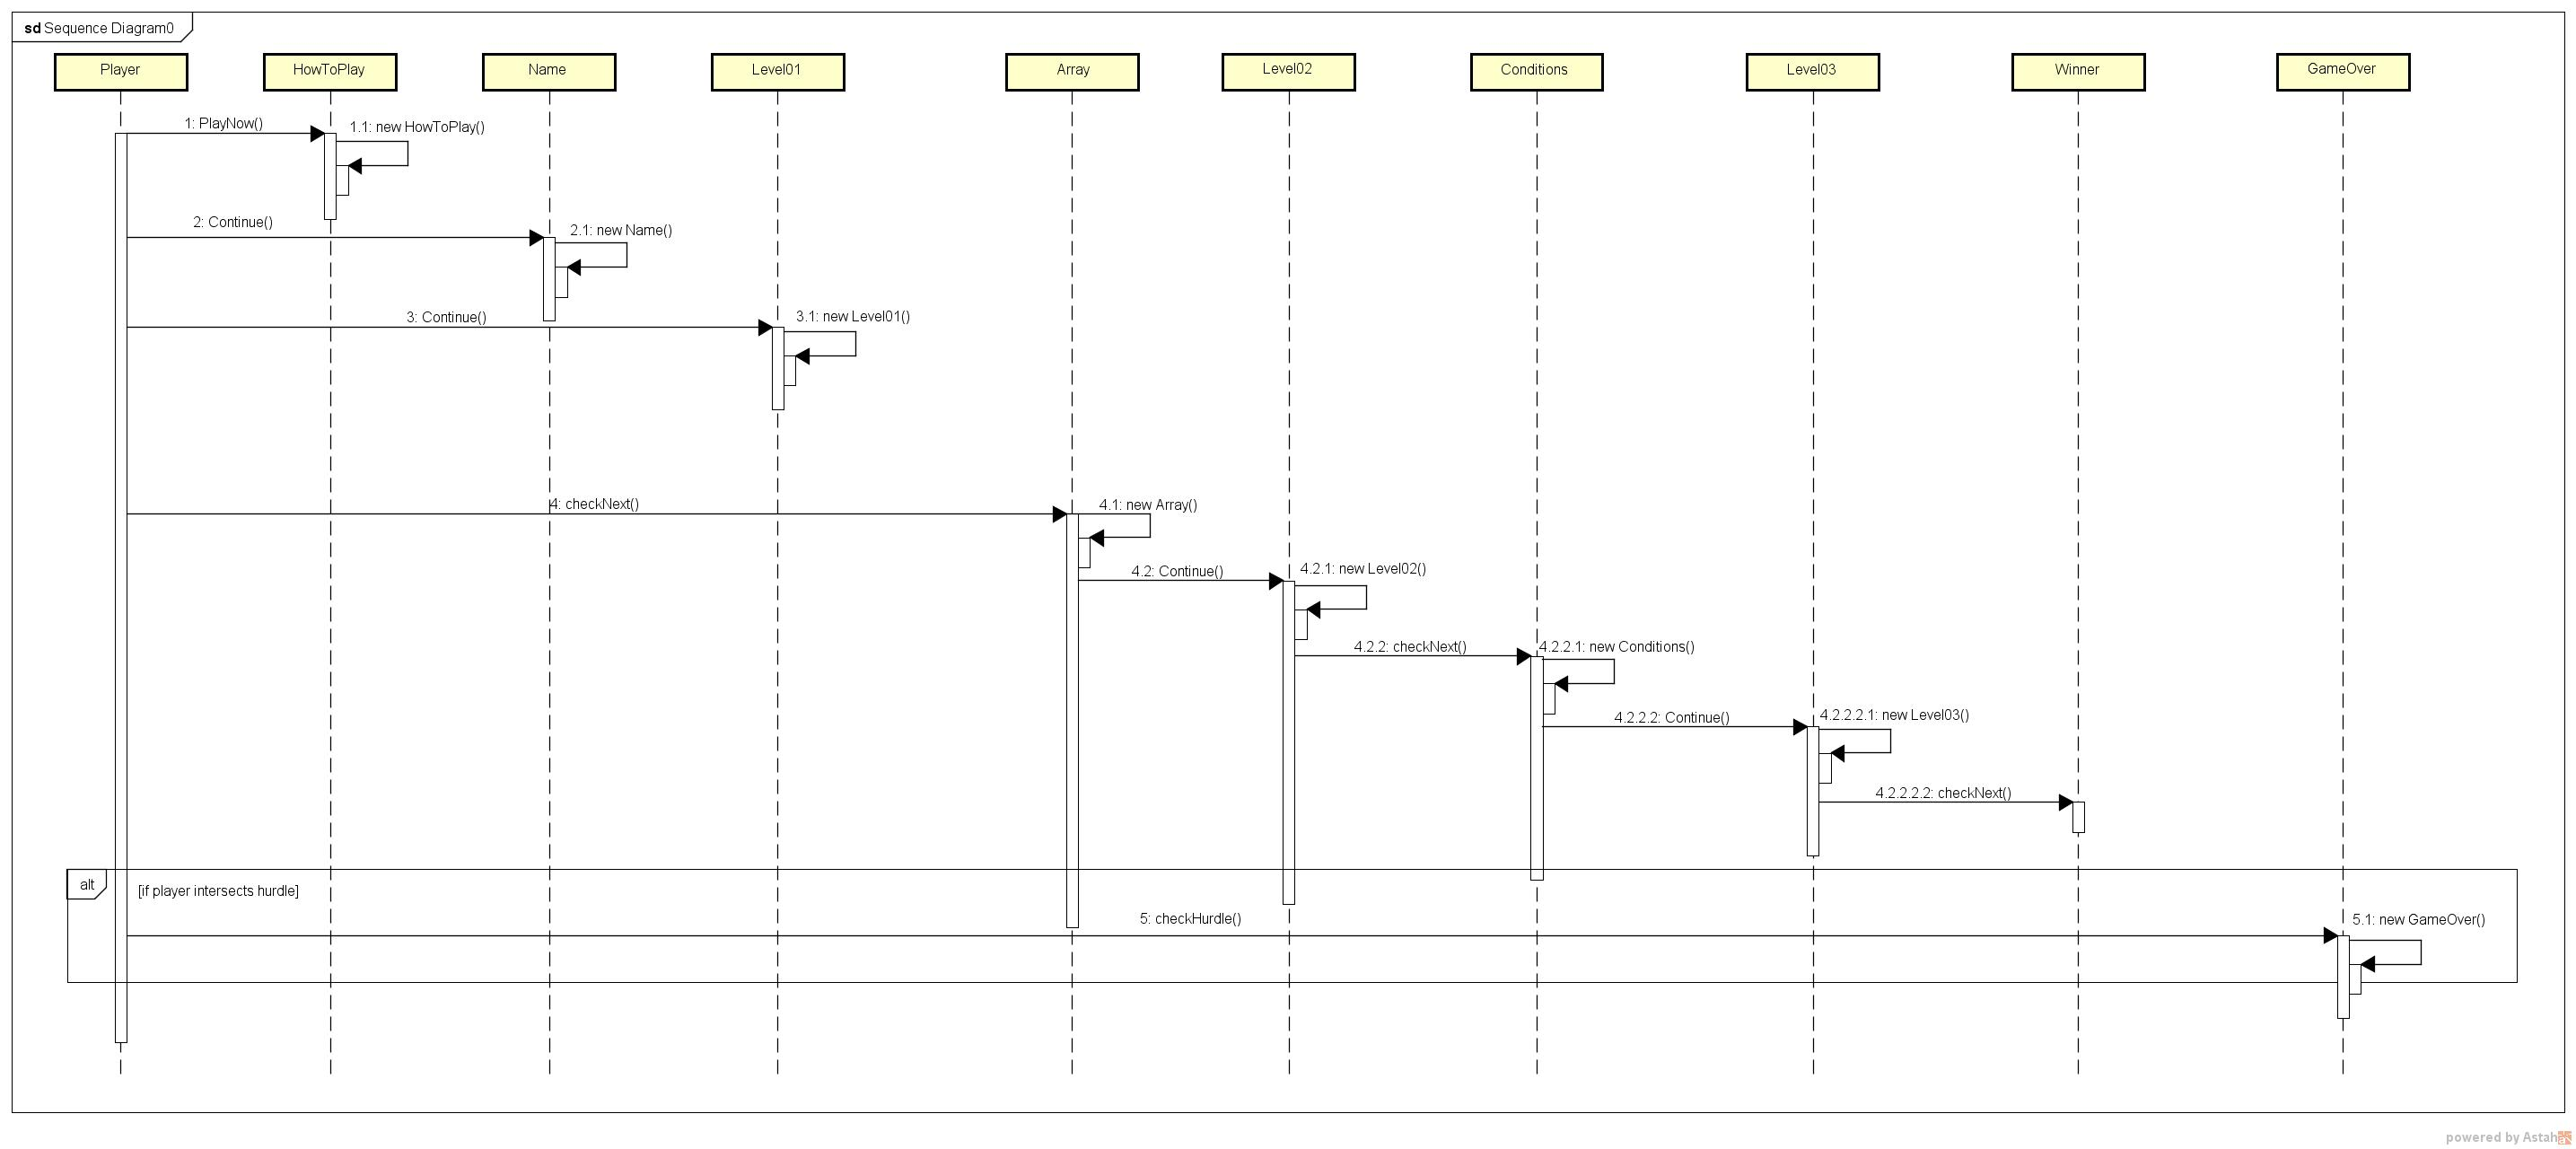 sd Sequence Diagram0
Player
HowToPlay
Name
Level01
Array
Level02
Conditions
Level03
Winner
GameOver
1: PlayNow()
1.1: new HowToPlay()
2: Continue()
2.1: new Name()
3: Continue()
3.1: new Level01()
4: checkNext()
4.1: new Array()
4.2: Continue()
4.2.1: new Level02()
4.2.2: checkNext()
4.2.2.1: new Conditions()
4.2.2.2: Continue()
4.2.2.2.1: new Level03()
4.2.2.2.2: checkNext()
alt
[if player intersects hurdle]
5: checkHurdle()
5.1: new GameOver()
powered by Astah